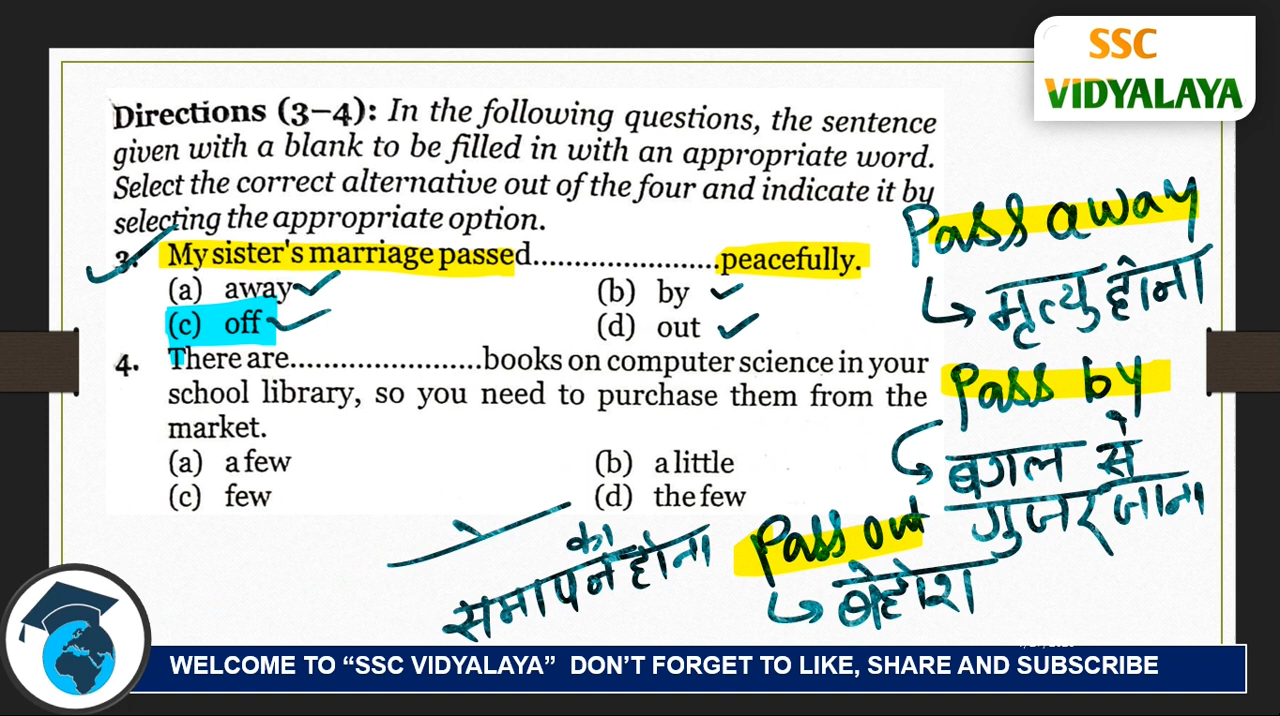 SSC
VIDYALAYA
Directions (3–4): In the following questions, the sentence
given with a blank to be filled in with an appropriate word.
Select the correct alternative out of the four and indicate it by
selecting the appropriate option.
3. My sister's marriage passed......................peacefully.
(a) away (b) by
(c) off (d) out
4. There are.......................books on computer science in your
school library, so you need to purchase them from the
market.
(a) a few (b) a little
(c) few (d) the few
Pass away
मृत्यु होना
Pass by
बगल से
गुजर जाना
Pass out
बेहोश
का
समापन होना
WELCOME TO “SSC VIDYALAYA” DON’T FORGET TO LIKE, SHARE AND SUBSCRIBE